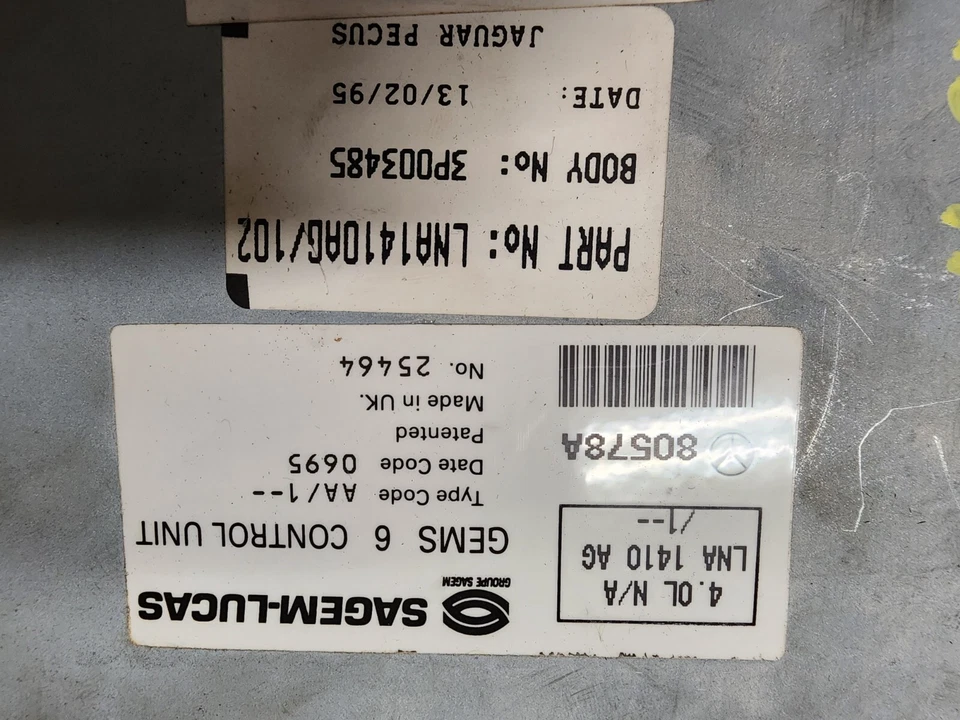 SAGEM-LUCAS
GROUPE SAGEM
GEMS 6 CONTROL UNIT
Type Code AA/1--
Date Code 0695
Patented
Made in UK.
No. 25464
4.0L N/A
LNA 1410 AG
/1--
80578A
PART No: LNA1410AG/102
BODY No: 3P003485
DATE: 13/02/95
JAGUAR PECUS